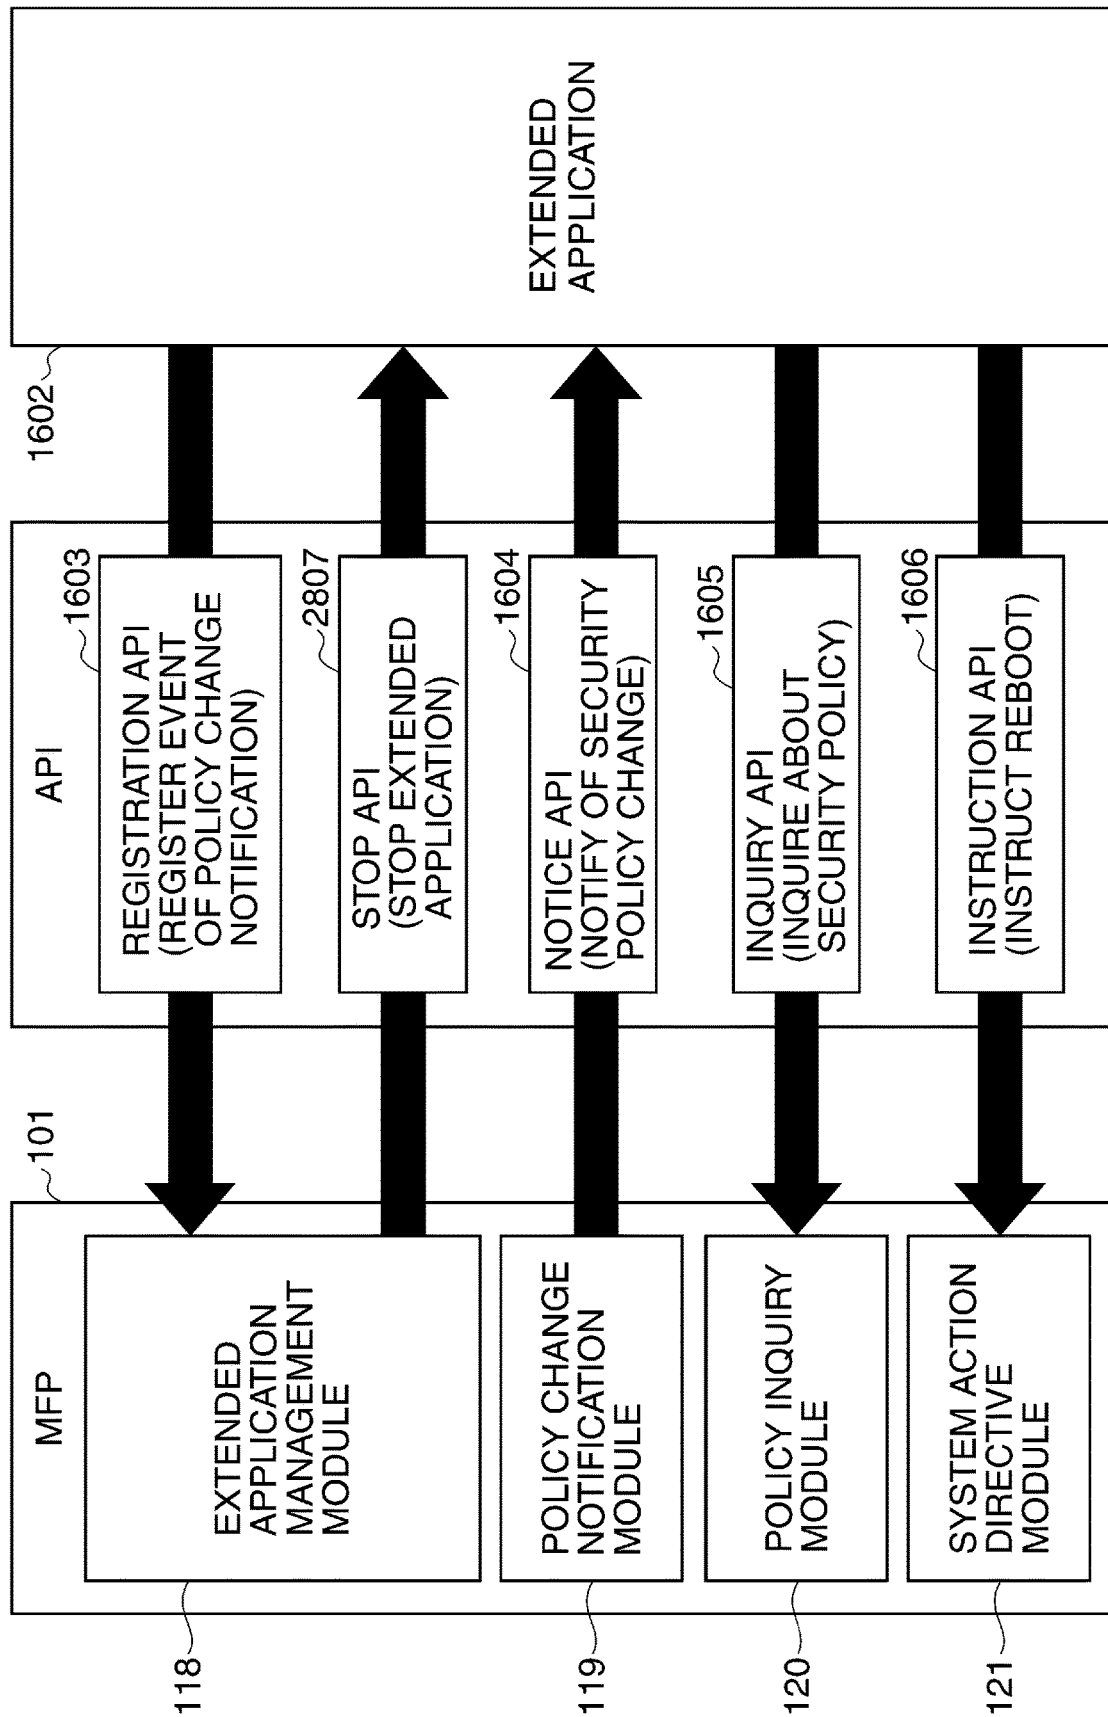 MFP
101
EXTENDED
APPLICATION
MANAGEMENT
MODULE
118
POLICY CHANGE
NOTIFICATION
MODULE
119
POLICY INQUIRY
MODULE
120
SYSTEM ACTION
DIRECTIVE
MODULE
121
API
REGISTRATION API
(REGISTER EVENT
OF POLICY CHANGE
NOTIFICATION)
1603
STOP API
(STOP EXTENDED
APPLICATION)
2807
NOTICE API
(NOTIFY OF SECURITY
POLICY CHANGE)
1604
INQUIRY API
(INQUIRE ABOUT
SECURITY POLICY)
1605
INSTRUCTION API
(INSTRUCT REBOOT)
1606
1602
EXTENDED
APPLICATION